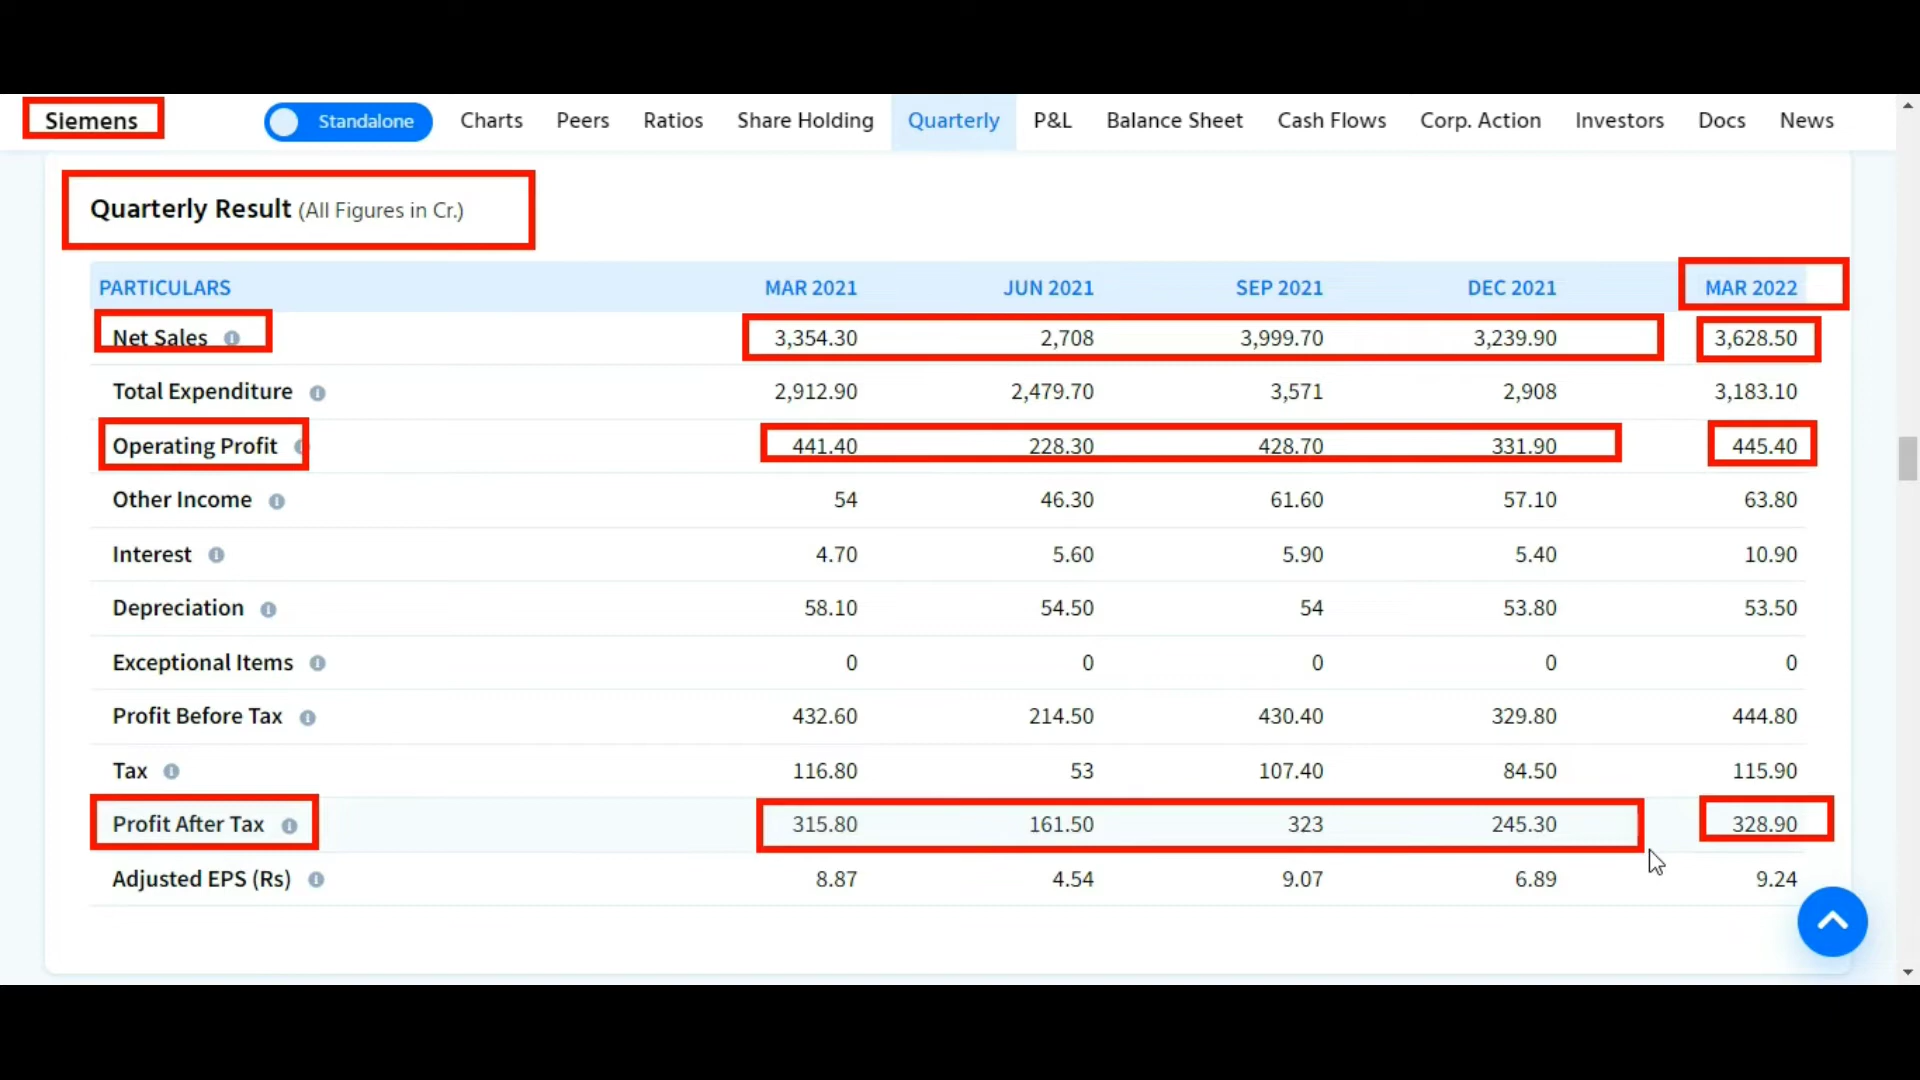 Siemens Standalone Charts Peers Ratios Share Holding Quarterly P&L Balance Sheet Cash Flows Corp. Action Investors Docs News
Quarterly Result (All Figures in Cr.)
PARTICULARS MAR 2021 JUN 2021 SEP 2021 DEC 2021 MAR 2022
Net Sales 3,354.30 2,708 3,999.70 3,239.90 3,628.50
Total Expenditure 2,912.90 2,479.70 3,571 2,908 3,183.10
Operating Profit 441.40 228.30 428.70 331.90 445.40
Other Income 54 46.30 61.60 57.10 63.80
Interest 4.70 5.60 5.90 5.40 10.90
Depreciation 58.10 54.50 54 53.80 53.50
Exceptional Items 0 0 0 0 0
Profit Before Tax 432.60 214.50 430.40 329.80 444.80
Tax 116.80 53 107.40 84.50 115.90
Profit After Tax 315.80 161.50 323 245.30 328.90
Adjusted EPS (Rs) 8.87 4.54 9.07 6.89 9.24